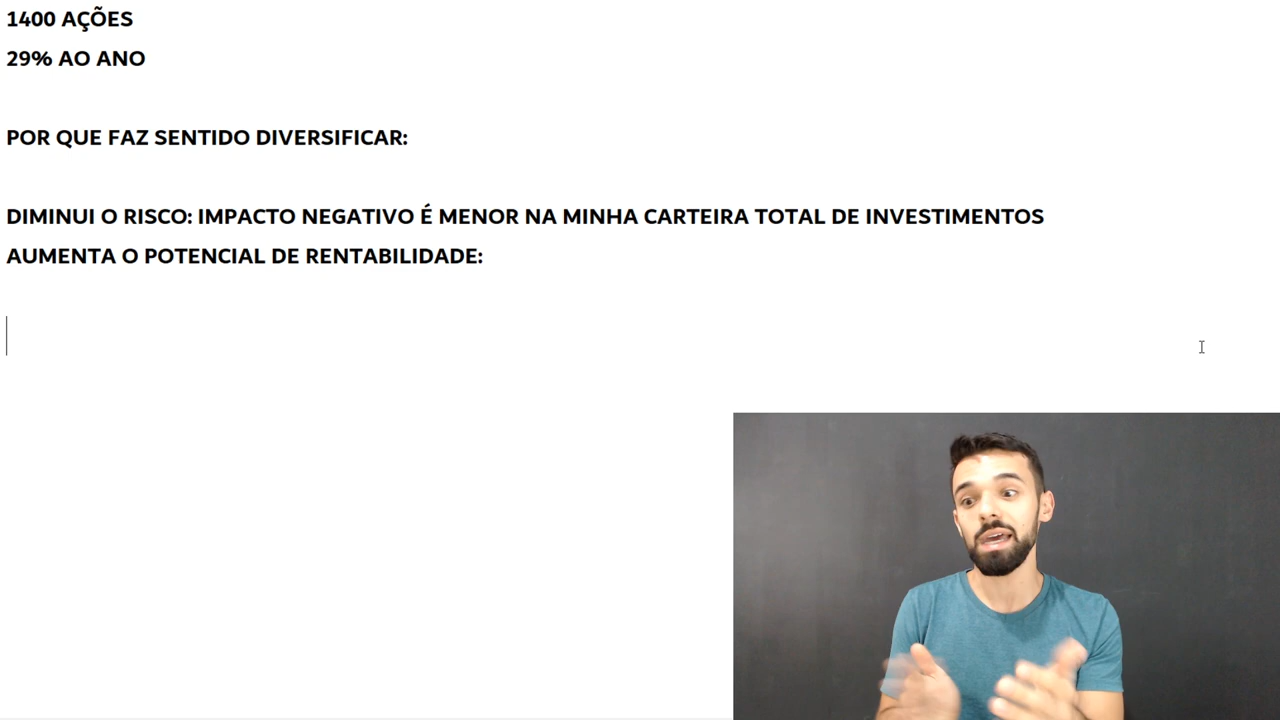 1400 AÇÕES
29% AO ANO
POR QUE FAZ SENTIDO DIVERSIFICAR:
DIMINUI O RISCO: IMPACTO NEGATIVO É MENOR NA MINHA CARTEIRA TOTAL DE INVESTIMENTOS
AUMENTA O POTENCIAL DE RENTABILIDADE: